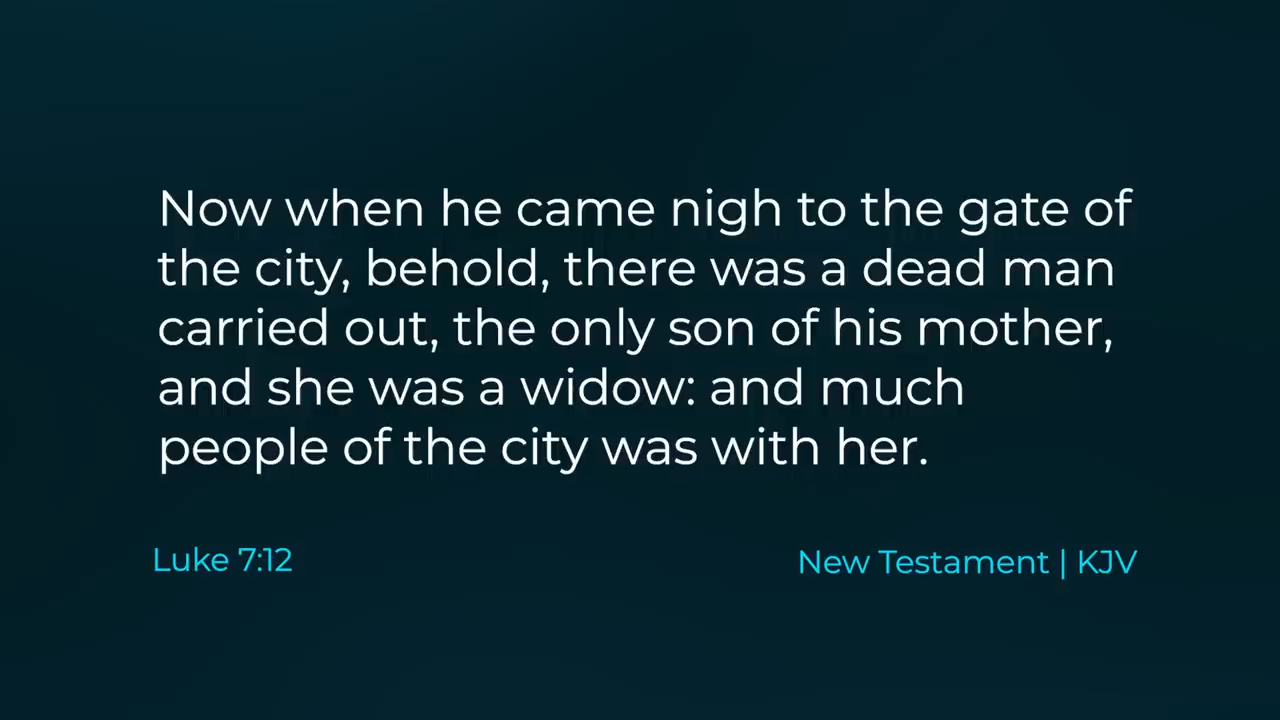 Now when he came nigh to the gate of
the city, behold, there was a dead man
carried out, the only son of his mother,
and she was a widow: and much
people of the city was with her.
Luke 7:12
New Testament | KJV